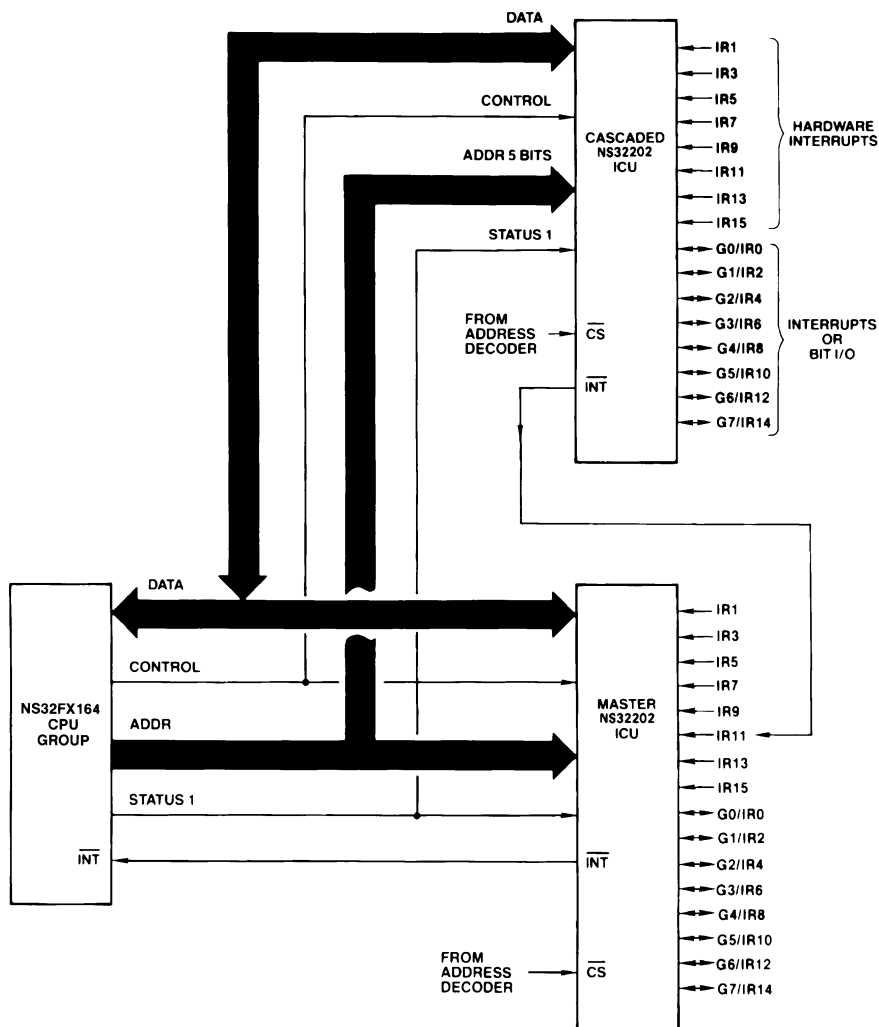 DATA
CONTROL
ADDR 5 BITS
STATUS 1
FROM
ADDRESS
DECODER
CS
INT
CASCADED
NS32202
ICU
IR1
IR3
IR5
IR7
IR9
IR11
IR13
IR15
G0/IR0
G1/IR2
G2/IR4
G3/IR6
G4/IR8
G5/IR10
G6/IR12
G7/IR14
HARDWARE
INTERRUPTS
INTERRUPTS
OR
BIT I/O
NS32FX164
CPU
GROUP
INT
DATA
CONTROL
ADDR
STATUS 1
FROM
ADDRESS
DECODER
MASTER
NS32202
ICU
INT
CS
IR1
IR3
IR5
IR7
IR9
IR11
IR13
IR15
G0/IR0
G1/IR2
G2/IR4
G3/IR6
G4/IR8
G5/IR10
G6/IR12
G7/IR14